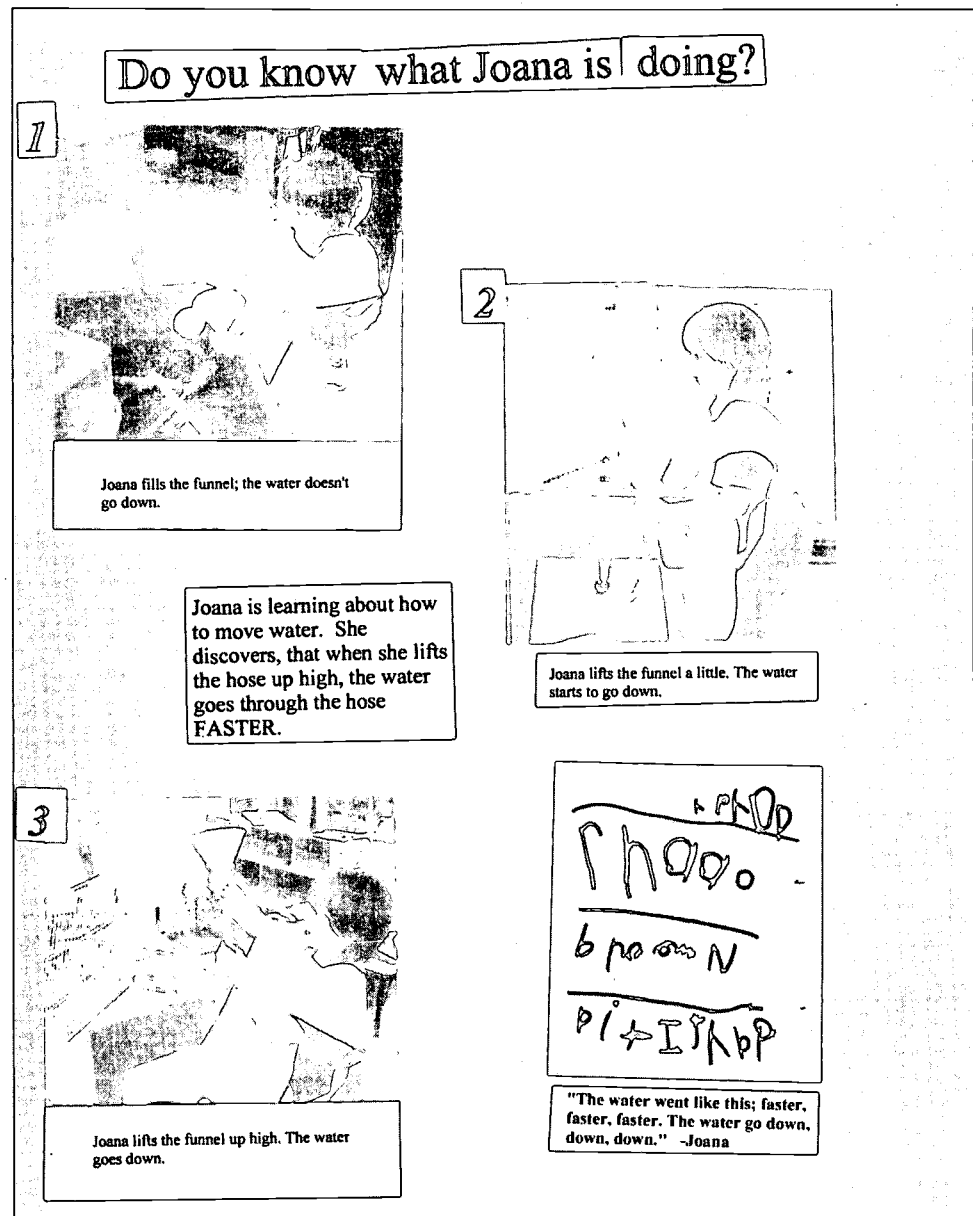 Do you know what Joana is doing?
1
Joana fills the funnel; the water doesn't
go down.
2
Joana lifts the funnel a little. The water
starts to go down.
Joana is learning about how
to move water. She
discovers, that when she lifts
the hose up high, the water
goes through the hose
FASTER.
3
Joana lifts the funnel up high. The water
goes down.
"The water went like this; faster,
faster, faster. The water go down,
down, down." -Joana